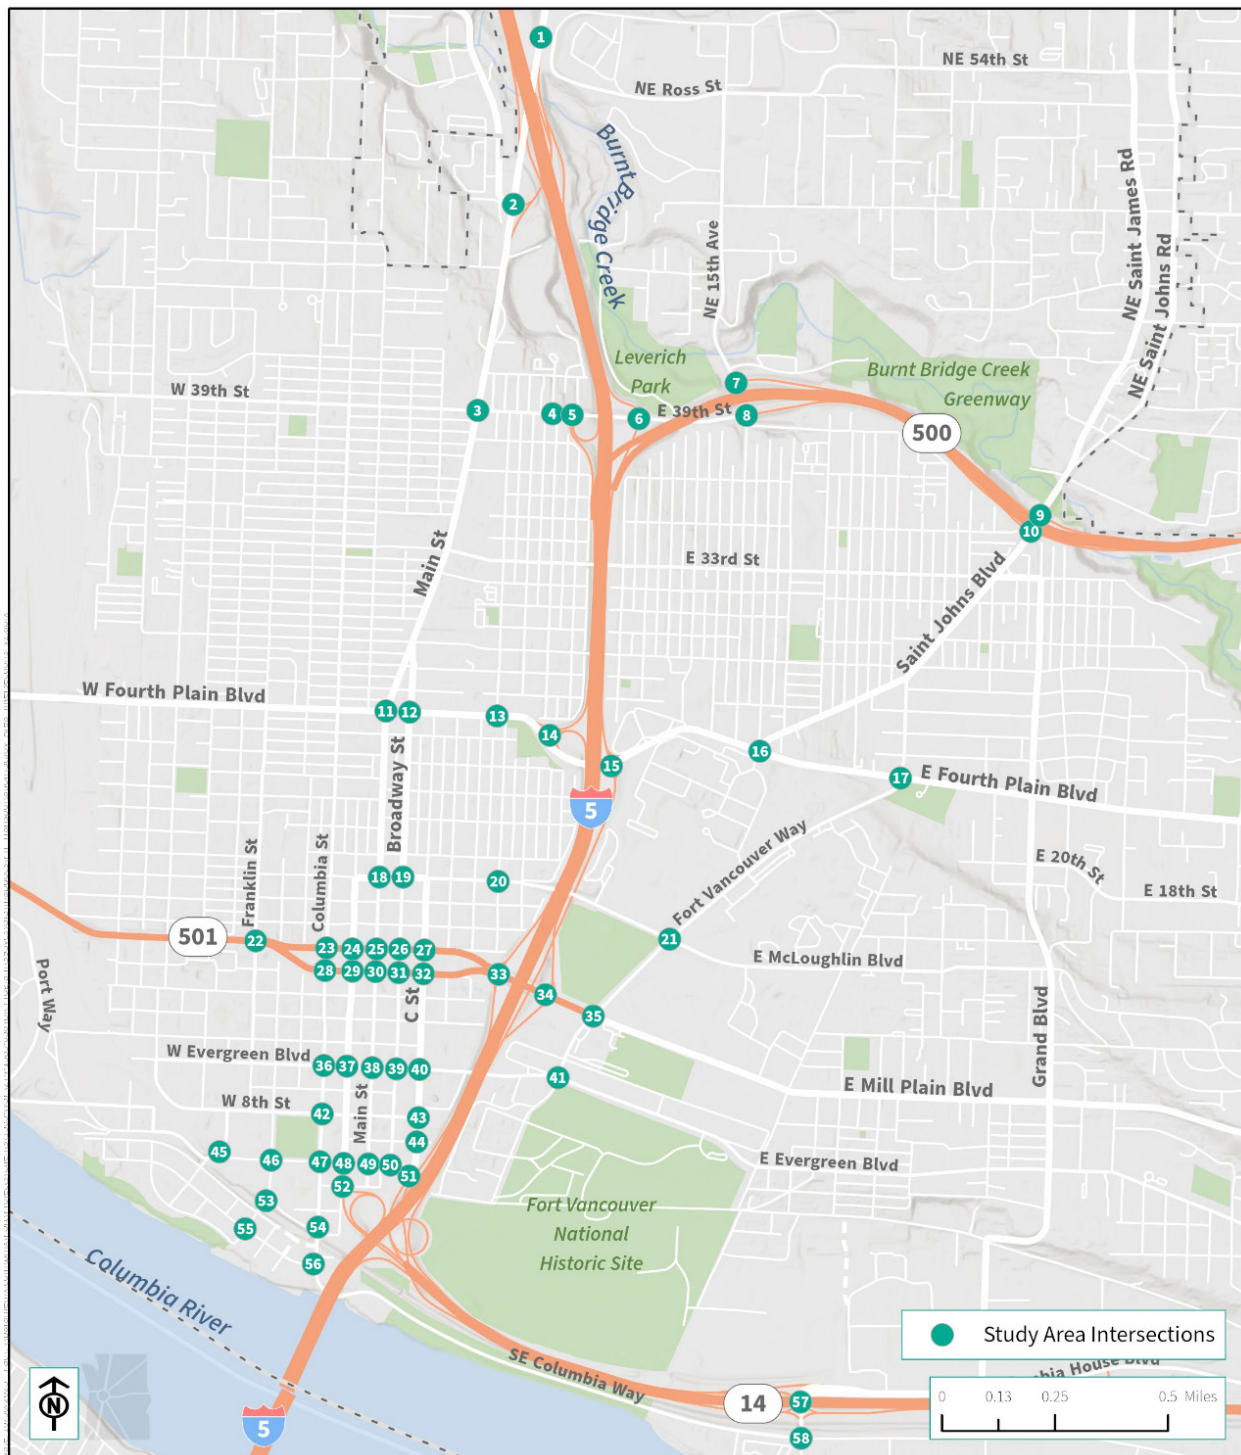 1
NE 54th St
NE Ross St
Burnt Bridge Creek
NE Saint James Rd
2
NE 15th Ave
NE Saint Johns Rd
Leverich
Park
Burnt Bridge Creek
Greenway
W 39th St
7
3
4
5
6
E 39th St
8
500
9
10
Main St
E 33rd St
Saint Johns Blvd
W Fourth Plain Blvd
11
12
13
14
15
16
17
E Fourth Plain Blvd
Broadway St
5
Franklin St
Columbia St
Fort Vancouver Way
E 20th St
E 18th St
18
19
20
501
22
21
23
24
25
26
27
E McLoughlin Blvd
28
29
30
31
32
33
34
35
Port Way
C St
Grand Blvd
W Evergreen Blvd
36
37
38
39
40
41
E Mill Plain Blvd
W 8th St
42
Main St
43
44
45
46
47
48
49
50
51
52
E Evergreen Blvd
53
54
55
56
Fort Vancouver
National
Historic Site
Columbia River
SE Columbia Way
14
57
58
5
N
Study Area Intersections
House Blvd
0 0.13 0.25 0.5 Miles